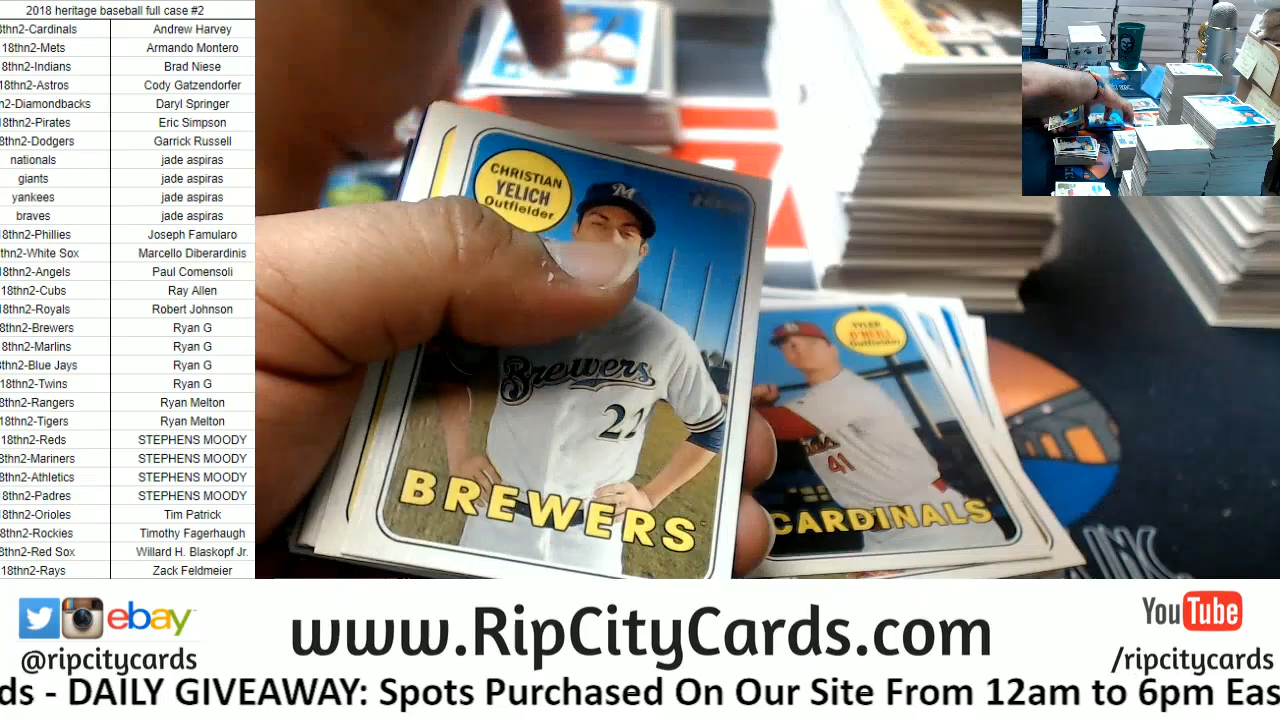 2018 heritage baseball full case #2
8thn2-Cardinals Andrew Harvey
18thn2-Mets Armando Montero
8thn2-Indians Brad Niese
18thn2-Astros Cody Gatzendorfer
n2-Diamondbacks Daryl Springer
8thn2-Pirates Eric Simpson
8thn2-Dodgers Garrick Russell
nationals jade aspiras
giants jade aspiras
yankees jade aspiras
braves jade aspiras
8thn2-Phillies Joseph Famularo
thn2-White Sox Marcello Diberardinis
8thn2-Angels Paul Comensoli
18thn2-Cubs Ray Allen
18thn2-Royals Robert Johnson
8thn2-Brewers Ryan G
18thn2-Marlins Ryan G
8thn2-Blue Jays Ryan G
18thn2-Twins Ryan G
8thn2-Rangers Ryan Melton
18thn2-Tigers Ryan Melton
18thn2-Reds STEPHENS MOODY
8thn2-Mariners STEPHENS MOODY
8thn2-Athletics STEPHENS MOODY
18thn2-Padres STEPHENS MOODY
18thn2-Orioles Tim Patrick
8thn2-Rockies Timothy Fagerhaugh
8thn2-Red Sox Willard H. Blaskopf Jr.
18thn2-Rays Zack Feldmeier
CHRISTIAN
YELICH
Outfielder
M
Brewers
22
BREWERS
TYLER
O'NEILL
Outfielder
41
CARDINALS
ebay
@ripcitycards
www.RipCityCards.com
YouTube
/ripcitycards
ds - DAILY GIVEAWAY: Spots Purchased On Our Site From 12am to 6pm Eas